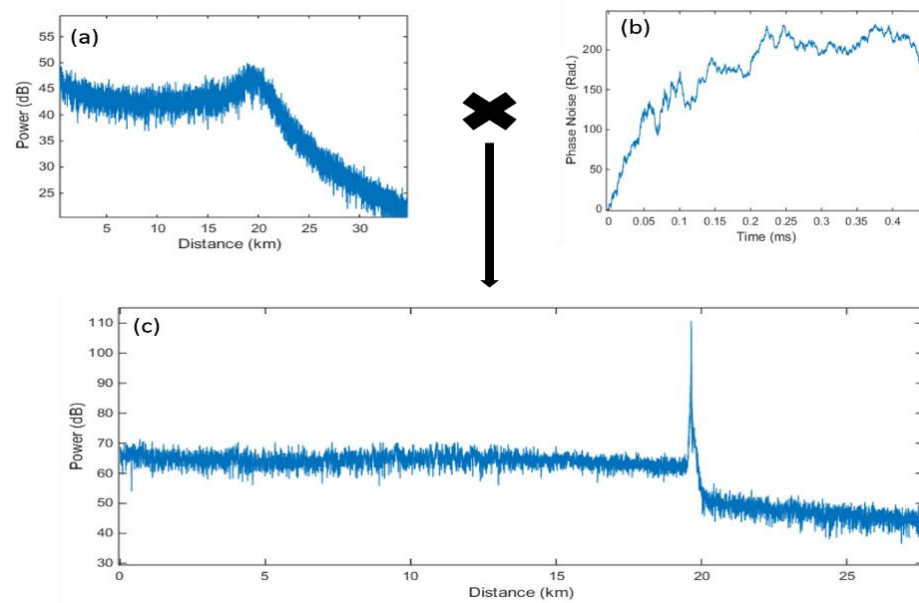 (a)
Power (dB)
55
50
45
40
35
30
25
5 10 15 20 25 30
Distance (km)
(b)
Phase Noise (Rad.)
200
150
100
50
0
0 0.05 0.1 0.15 0.2 0.25 0.3 0.35 0.4
Time (ms)
(c)
Power (dB)
110
100
90
80
70
60
50
40
30
0 5 10 15 20 25
Distance (km)